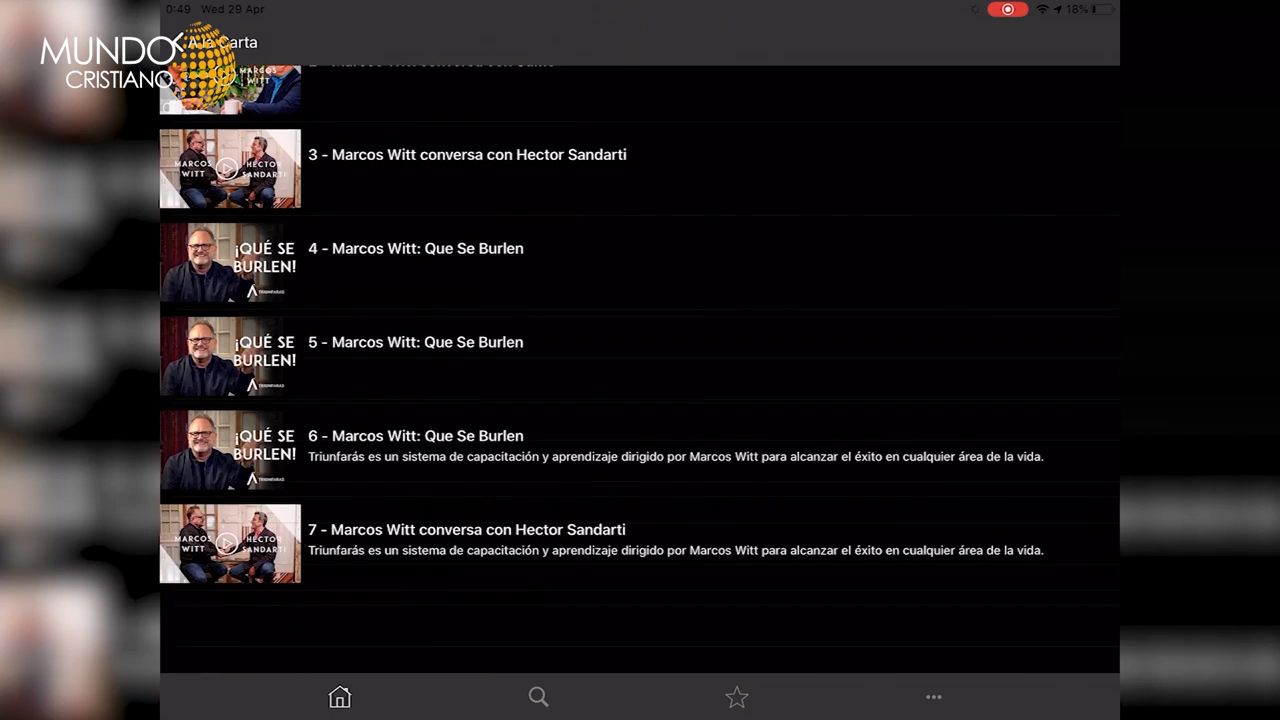 0:49 Wed 29 Apr
18%
MUNDO
CRISTIANO
A la Carta
MARCOS
WITT
3 - Marcos Witt conversa con Hector Sandarti
MARCOS WITT
HECTOR SANDARTI
4 - Marcos Witt: Que Se Burlen
¡QUÉ SE
BURLEN!
TRIUNFARÁS
5 - Marcos Witt: Que Se Burlen
¡QUÉ SE
BURLEN!
TRIUNFARÁS
6 - Marcos Witt: Que Se Burlen
Triunfarás es un sistema de capacitación y aprendizaje dirigido por Marcos Witt para alcanzar el éxito en cualquier área de la vida.
¡QUÉ SE
BURLEN!
TRIUNFARÁS
7 - Marcos Witt conversa con Hector Sandarti
Triunfarás es un sistema de capacitación y aprendizaje dirigido por Marcos Witt para alcanzar el éxito en cualquier área de la vida.
MARCOS WITT
HECTOR SANDARTI